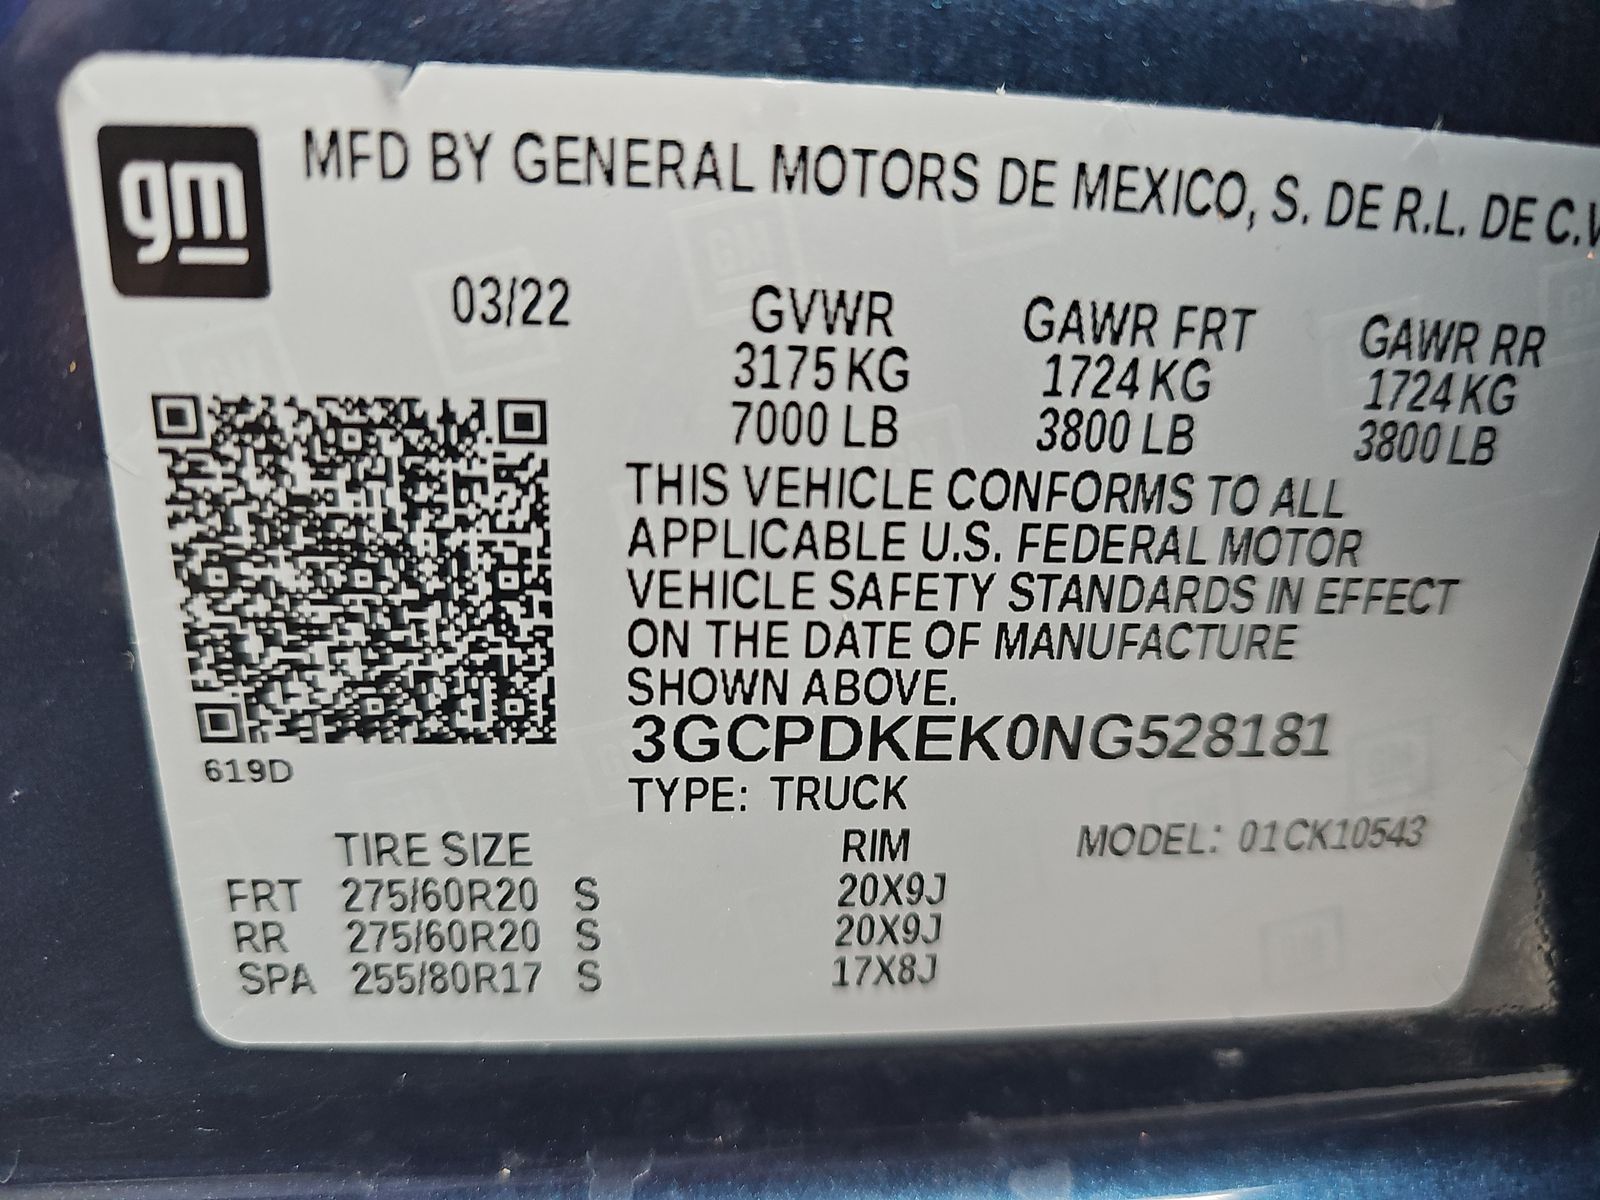 gm
MFD BY GENERAL MOTORS DE MEXICO, S. DE R.L. DE C.V
03/22
GVWR GAWR FRT GAWR RR
3175 KG 1724 KG 1724 KG
7000 LB 3800 LB 3800 LB
THIS VEHICLE CONFORMS TO ALL
APPLICABLE U.S. FEDERAL MOTOR
VEHICLE SAFETY STANDARDS IN EFFECT
ON THE DATE OF MANUFACTURE
SHOWN ABOVE.
3GCPDKEK0NG528181
619D
TYPE: TRUCK
TIRE SIZE RIM MODEL: 01CK10543
FRT 275/60R20 S 20X9J
RR 275/60R20 S 20X9J
SPA 255/80R17 S 17X8J